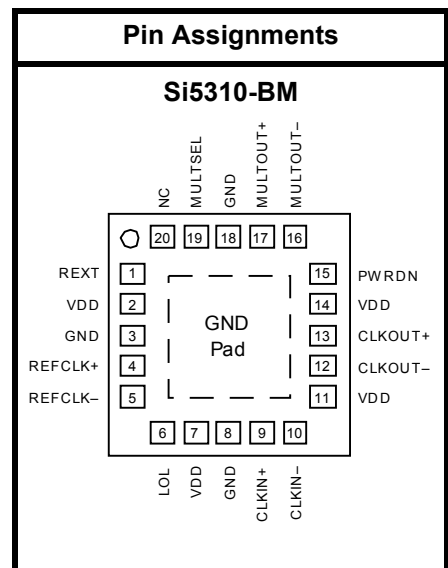 Pin Assignments
Si5310-BM
NC
MULTSEL
GND
MULTOUT+
MULTOUT–
20
19
18
17
16
REXT
1
VDD
2
GND
3
REFCLK+
4
REFCLK–
5
GND
Pad
15
PWRDN
14
VDD
13
CLKOUT+
12
CLKOUT–
11
VDD
6
7
8
9
10
LOL
VDD
GND
CLKIN+
CLKIN–